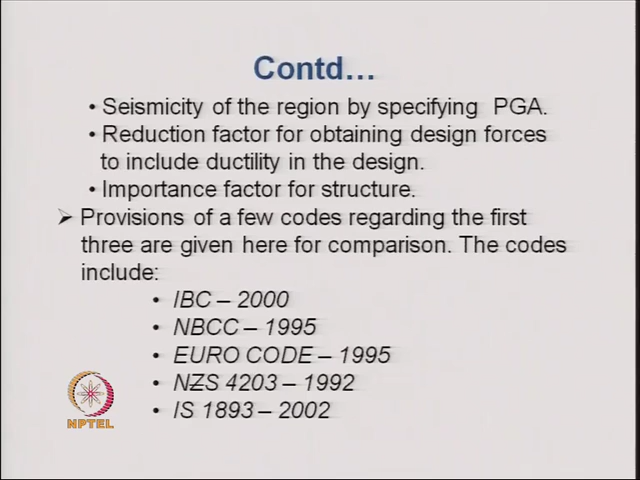 Contd…
• Seismicity of the region by specifying PGA.
• Reduction factor for obtaining design forces
to include ductility in the design.
• Importance factor for structure.
➢ Provisions of a few codes regarding the first
three are given here for comparison. The codes
include:
• IBC – 2000
• NBCC – 1995
• EURO CODE – 1995
• NZS 4203 – 1992
• IS 1893 – 2002
NPTEL